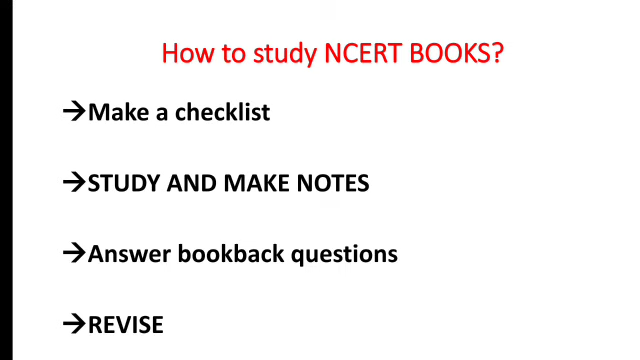 How to study NCERT BOOKS?
→Make a checklist
→STUDY AND MAKE NOTES
→Answer bookback questions
→REVISE